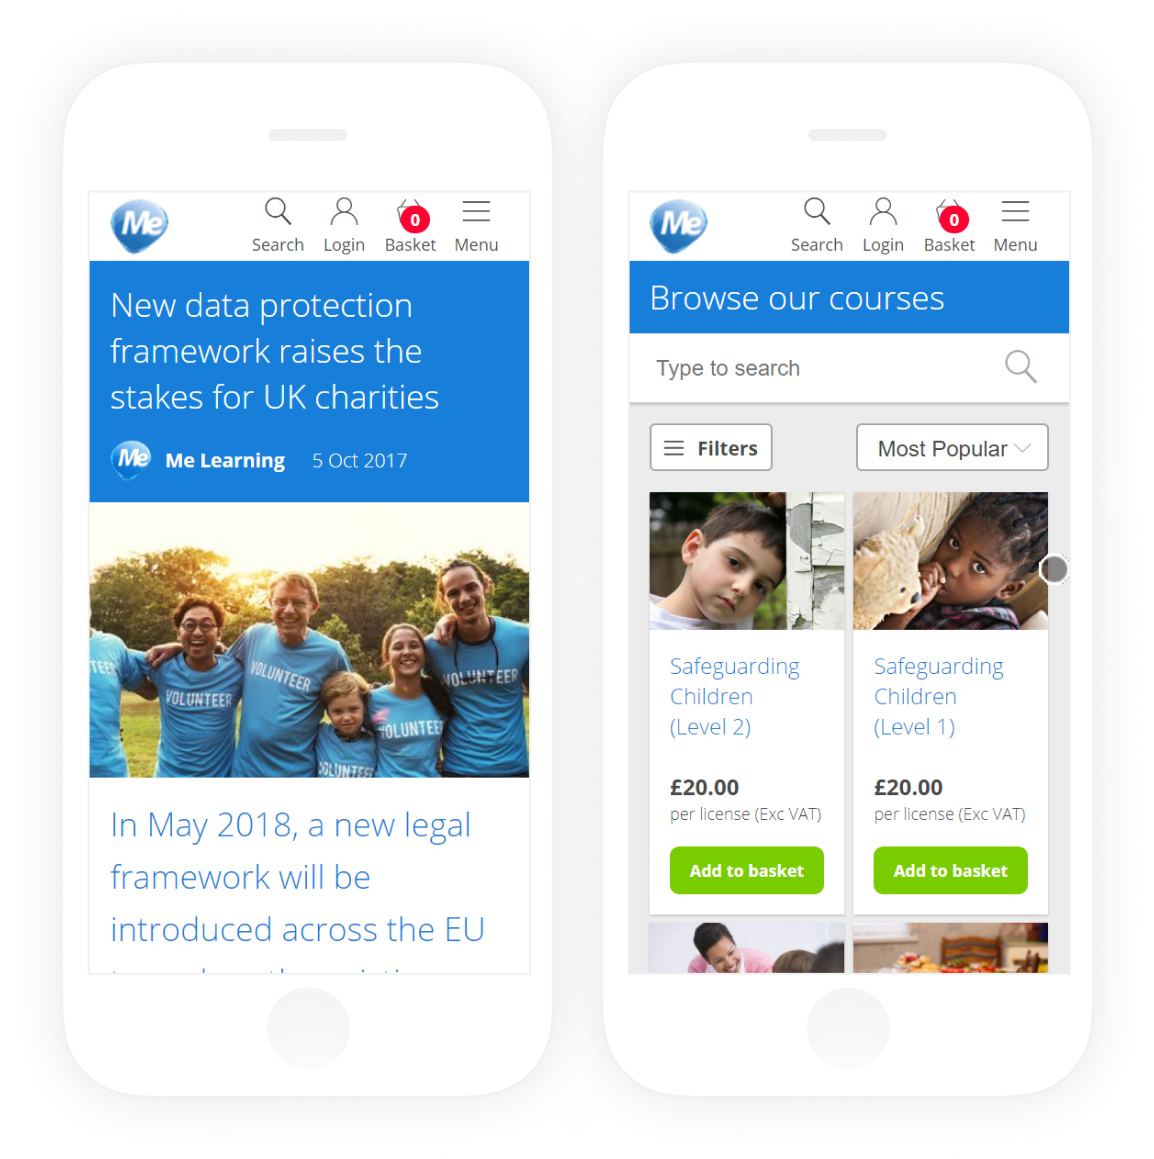 Me
Search Login Basket Menu
0
New data protection
framework raises the
stakes for UK charities
Me
Me Learning 5 Oct 2017
TEER
VOLUNTEER
VOLUNTEER
VOLUNTEER
VOLUNTEER
VOLUNTEER
In May 2018, a new legal
framework will be
introduced across the EU
Me
Search Login Basket Menu
0
Browse our courses
Type to search
Filters
Most Popular
Safeguarding
Children
(Level 2)
£20.00
per license (Exc VAT)
Add to basket
Safeguarding
Children
(Level 1)
£20.00
per license (Exc VAT)
Add to basket